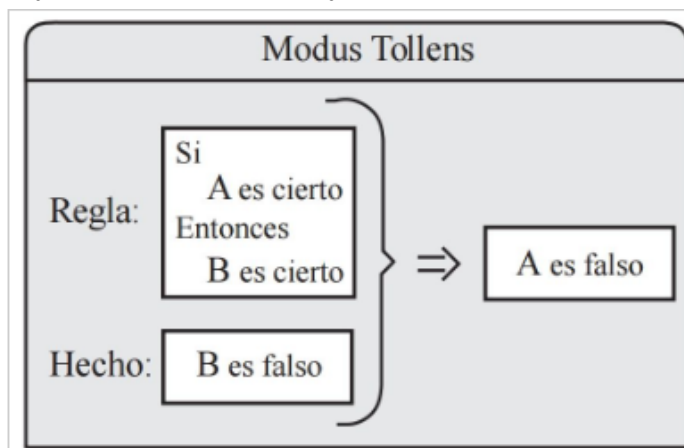 Modus Tollens
Regla:
Si
A es cierto
Entonces
B es cierto
A es falso
Hecho:
B es falso